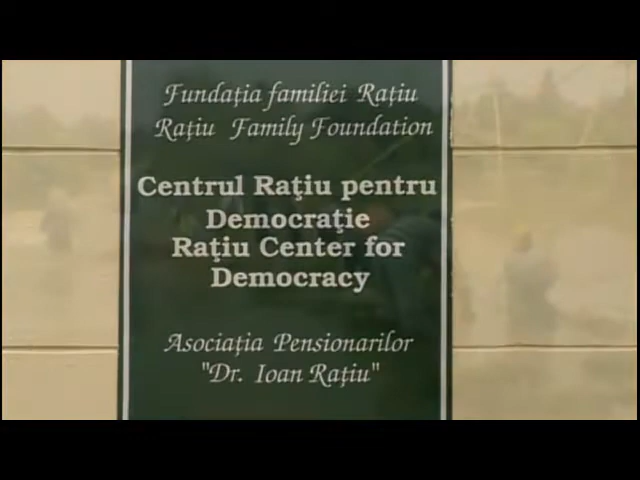 Fundaţia familiei Raţiu
Raţiu Family Foundation
Centrul Raţiu pentru
Democraţie
Raţiu Center for
Democracy
Asociaţia Pensionarilor
"Dr. Ioan Raţiu"